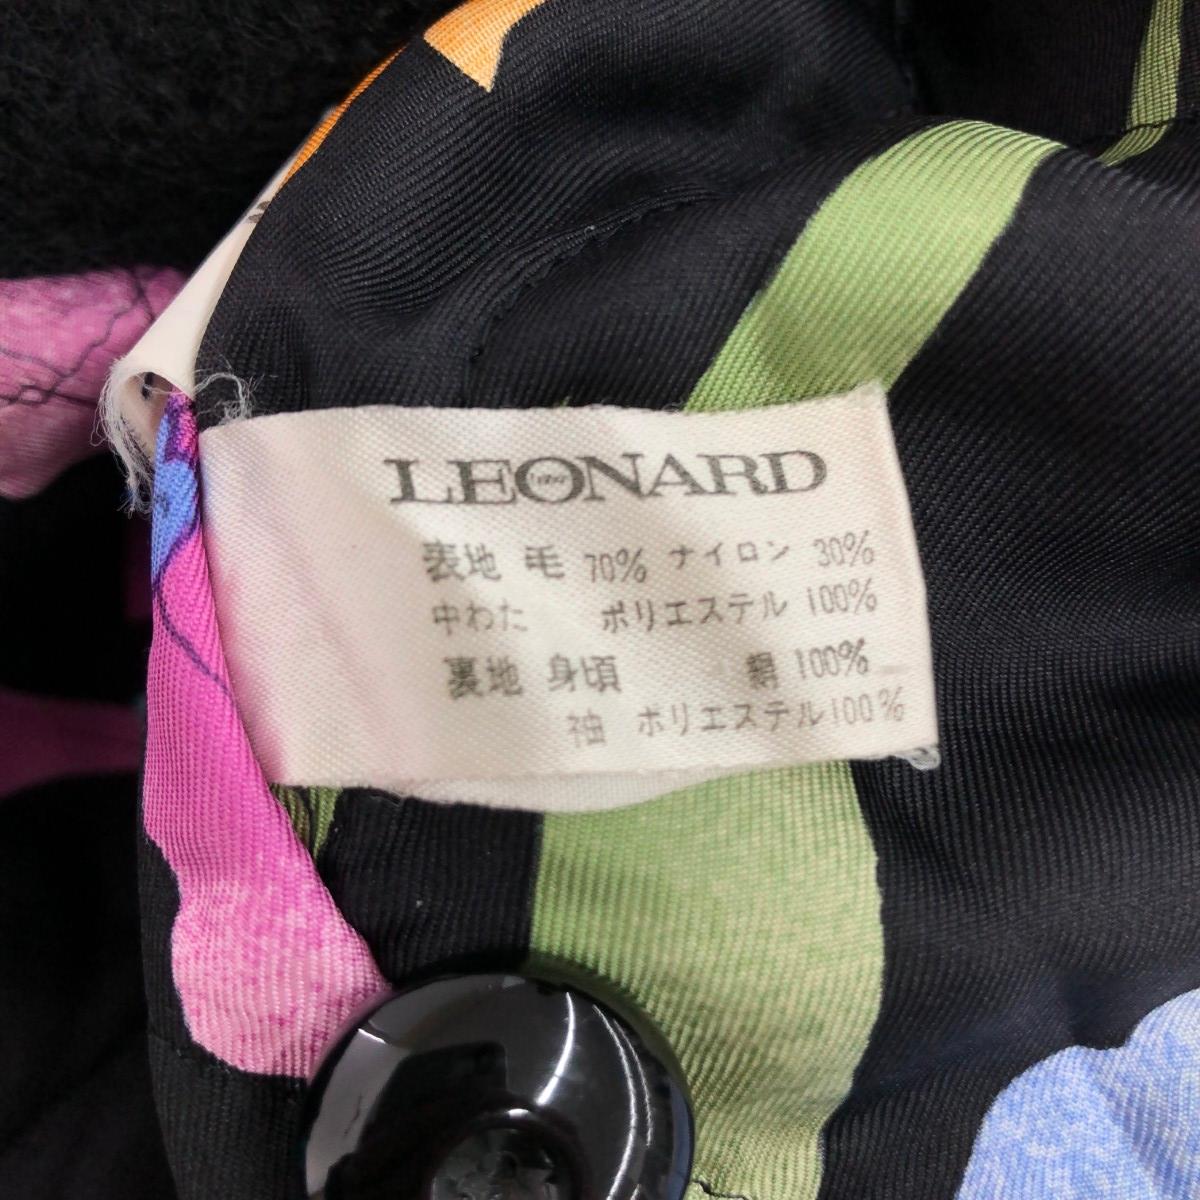 LEONARD
表地 毛 70% ナイロン 30%
中わた ポリエステル 100%
裏地 身頃 絹 100%
袖 ポリエステル 100%